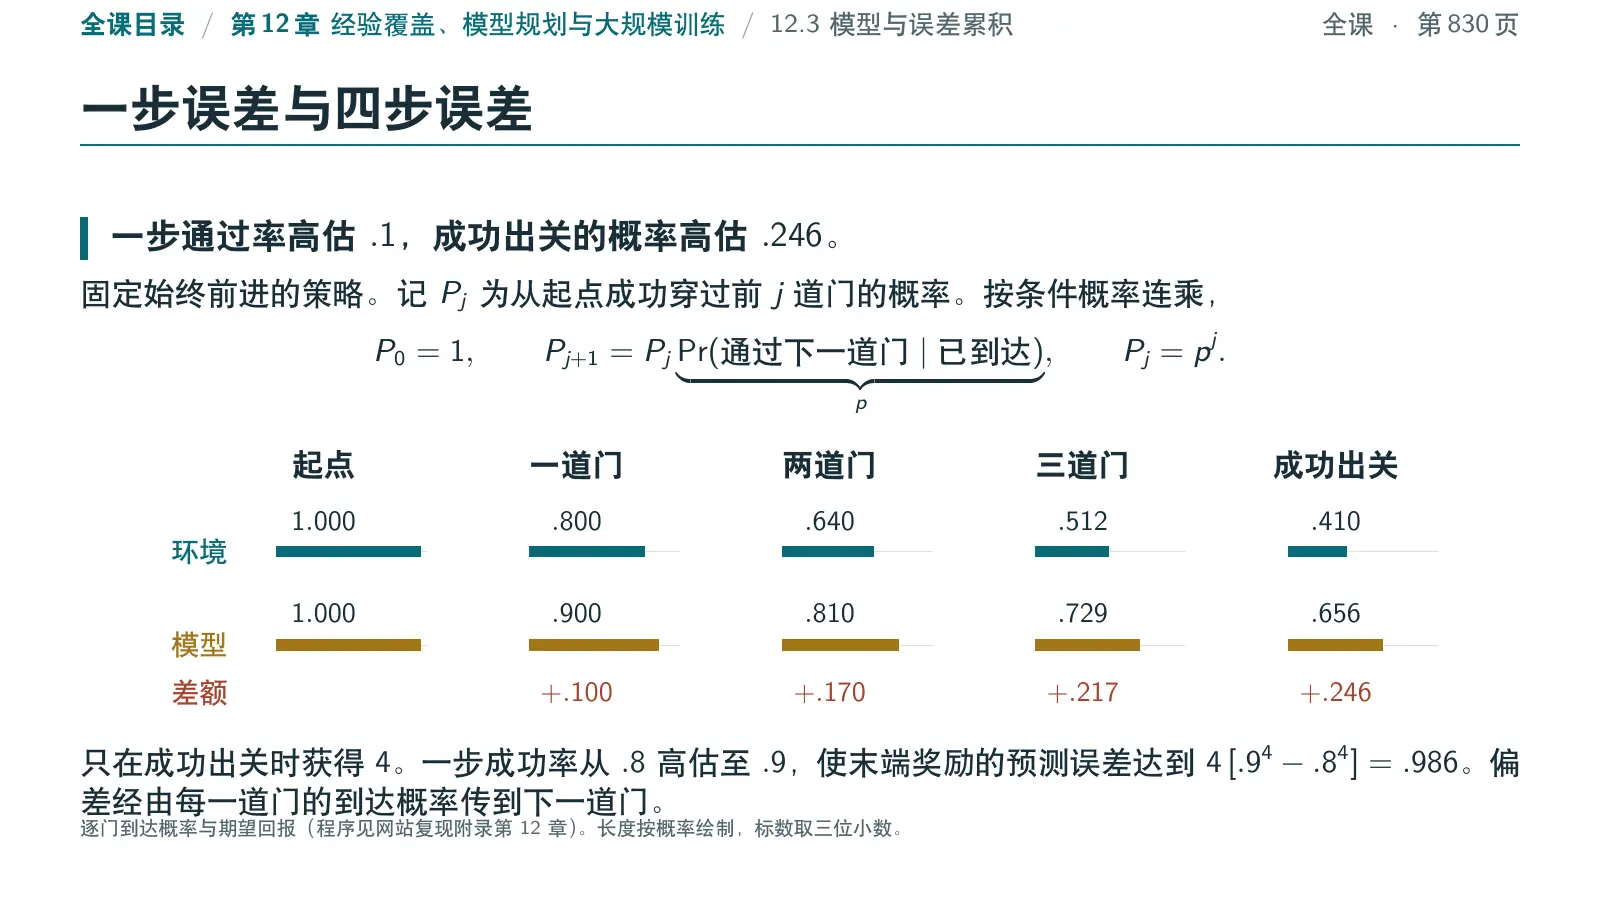 全课目录 / 第 12 章 经验覆盖、模型规划与大规模训练 / 12.3 模型与误差累积 全课 · 第 830 页
一步误差与四步误差
一步通过率高估 .1，成功出关的概率高估 .246。
固定始终前进的策略。记 P_j 为从起点成功穿过前 j 道门的概率。按条件概率连乘，
P_0 = 1, P_{j+1} = P_j Pr(通过下一道门 | 已到达), P_j = p^j.
p
起点 一道门 两道门 三道门 成功出关
1.000 .800 .640 .512 .410
环境
1.000 .900 .810 .729 .656
模型
差额 +.100 +.170 +.217 +.246
只在成功出关时获得 4。一步成功率从 .8 高估至 .9，使末端奖励的预测误差达到 4 [.9^4 − .8^4] = .986。偏
差经由每一道门的到达概率传到下一道门。
逐门到达概率与期望回报（程序见网站复现附录第 12 章）。长度按概率绘制，标数取三位小数。